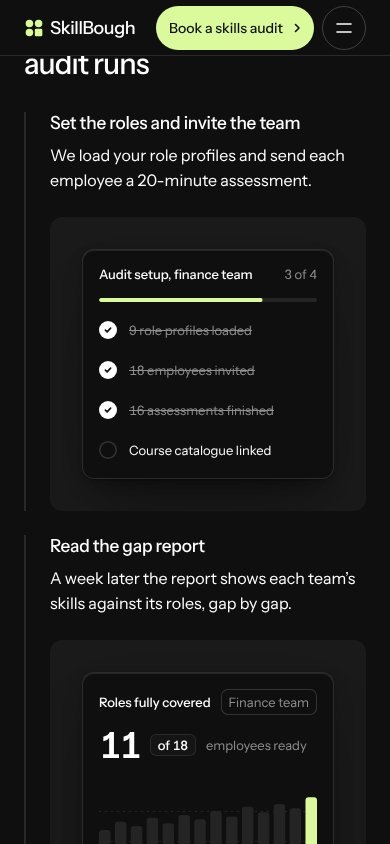 SkillBough
Book a skills audit
audit runs
Set the roles and invite the team
We load your role profiles and send each
employee a 20-minute assessment.
Audit setup, finance team
3 of 4
9 role profiles loaded
18 employees invited
16 assessments finished
Course catalogue linked
Read the gap report
A week later the report shows each team’s
skills against its roles, gap by gap.
Roles fully covered
Finance team
11 of 18 employees ready